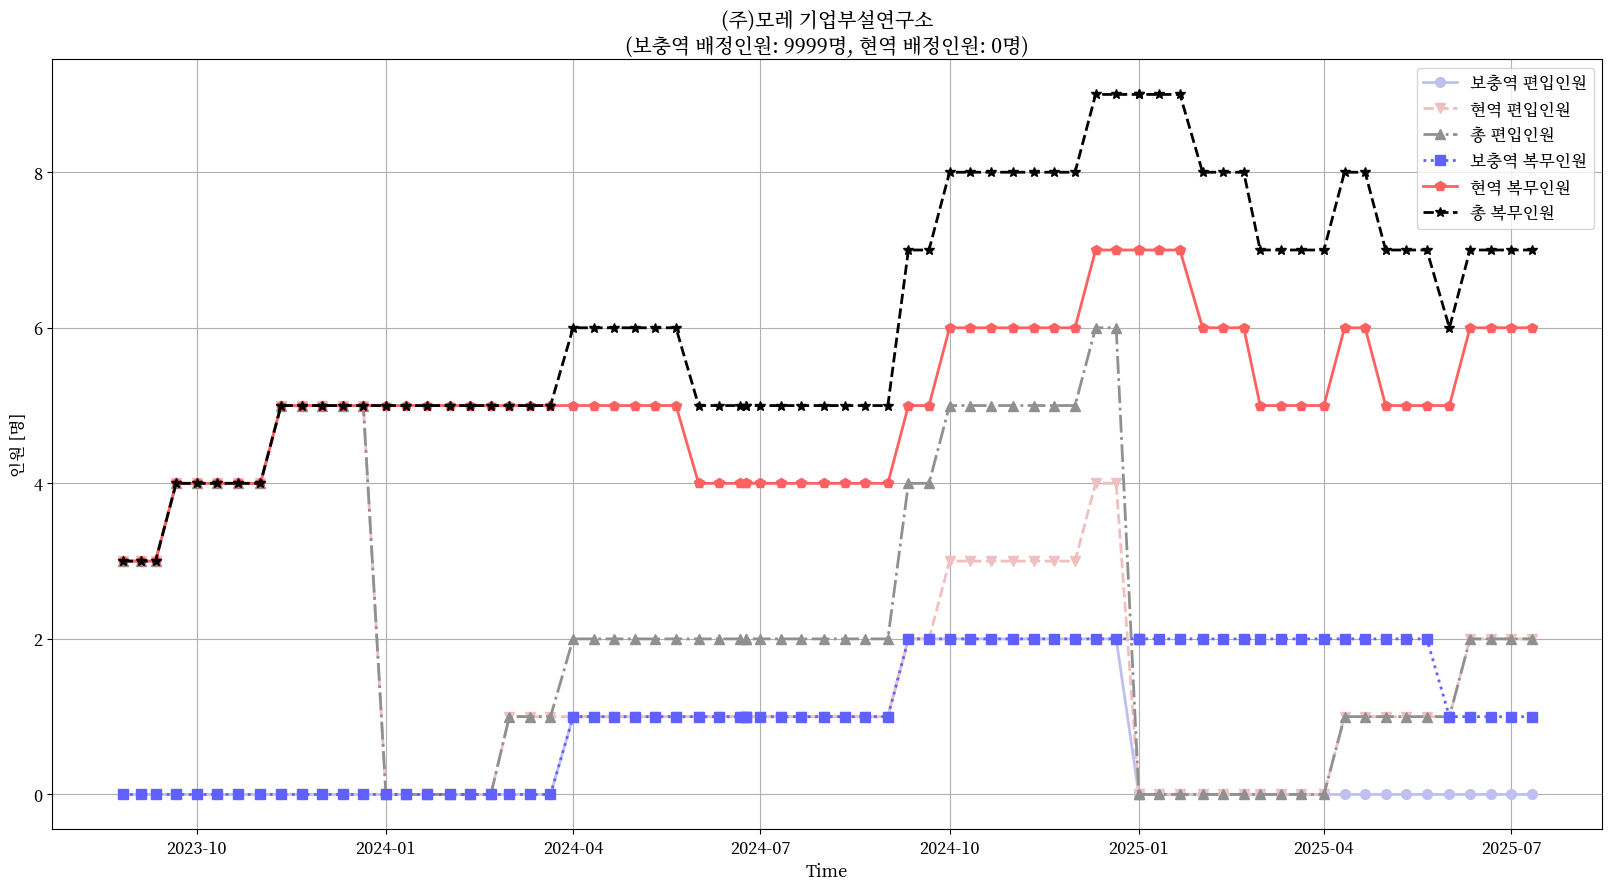 (주)모레 기업부설연구소
(보충역 배정인원: 9999명, 현역 배정인원: 0명)
보충역 편입인원
현역 편입인원
총 편입인원
보충역 복무인원
현역 복무인원
총 복무인원
인원 [명]
8
6
4
2
0
2023-10
2024-01
2024-04
2024-07
2024-10
2025-01
2025-04
2025-07
Time